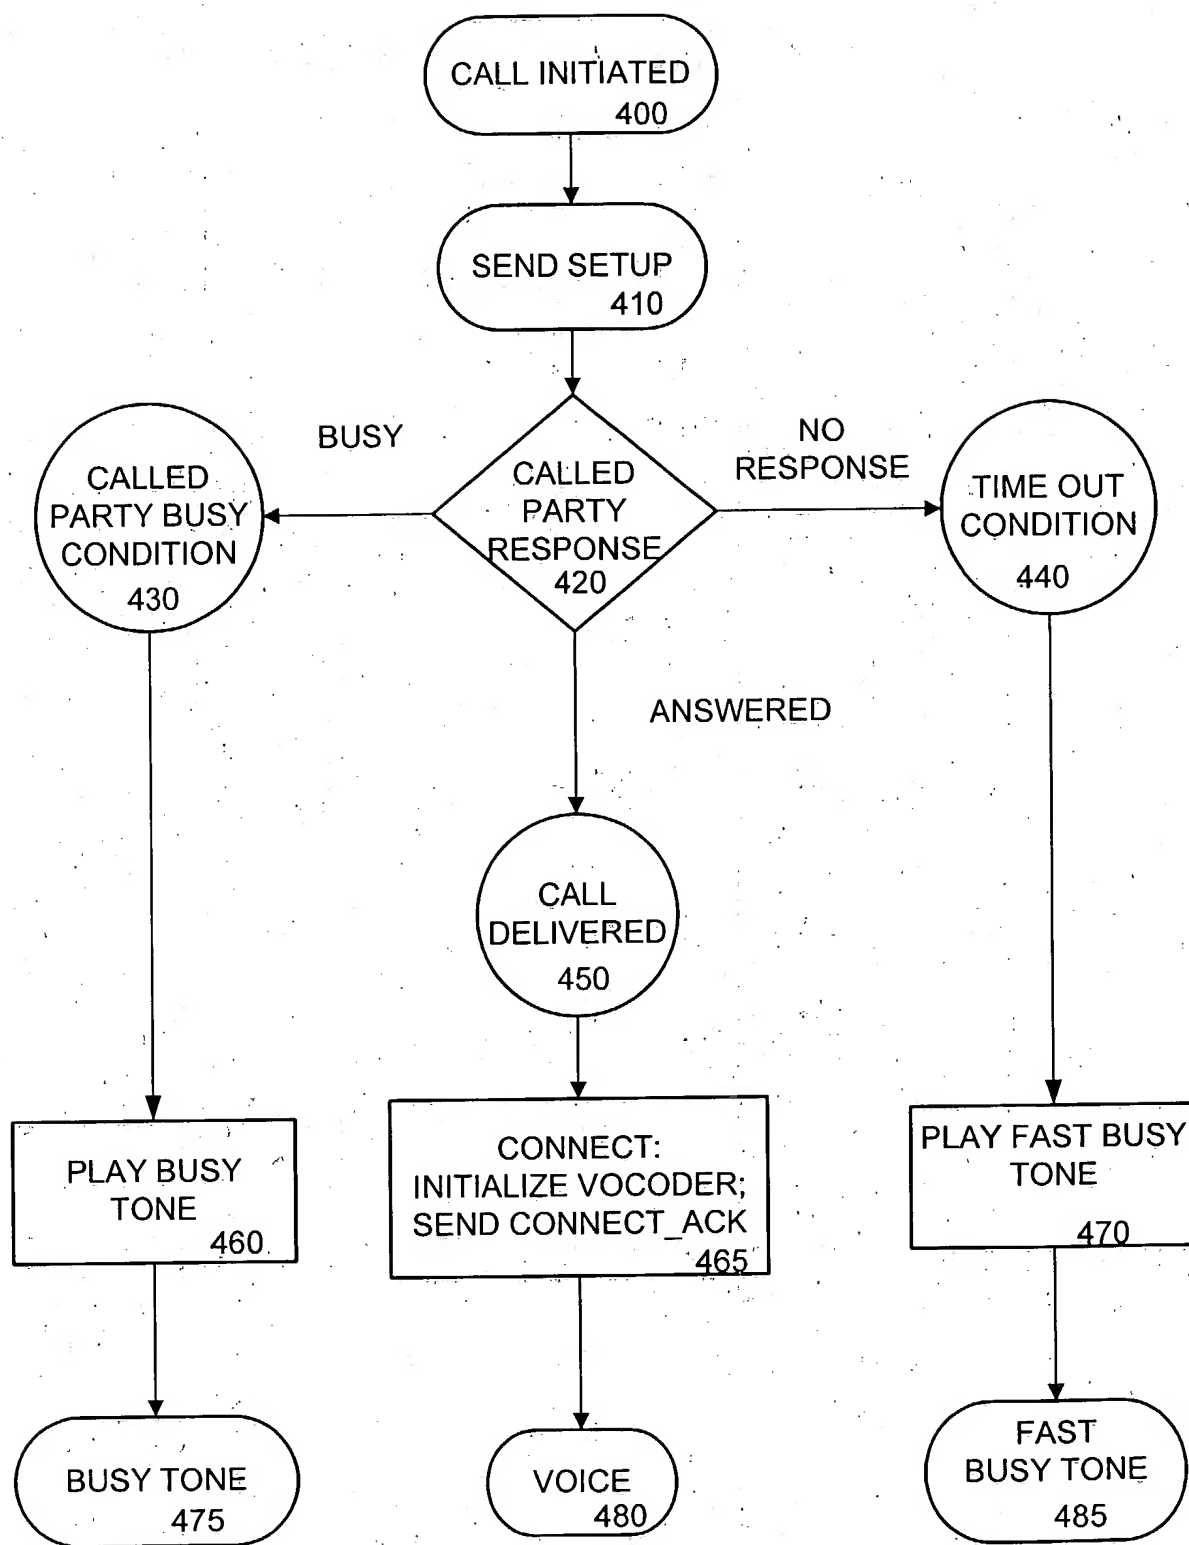 CALL INITIATED
400
SEND SETUP
410
BUSY
NO
RESPONSE
CALLED
PARTY BUSY
CONDITION
430
CALLED
PARTY
RESPONSE
420
TIME OUT
CONDITION
440
ANSWERED
CALL
DELIVERED
450
PLAY BUSY
TONE
460
CONNECT:
INITIALIZE VOCODER;
SEND CONNECT_ACK
465
PLAY FAST BUSY
TONE
470
BUSY TONE
475
VOICE
480
FAST
BUSY TONE
485